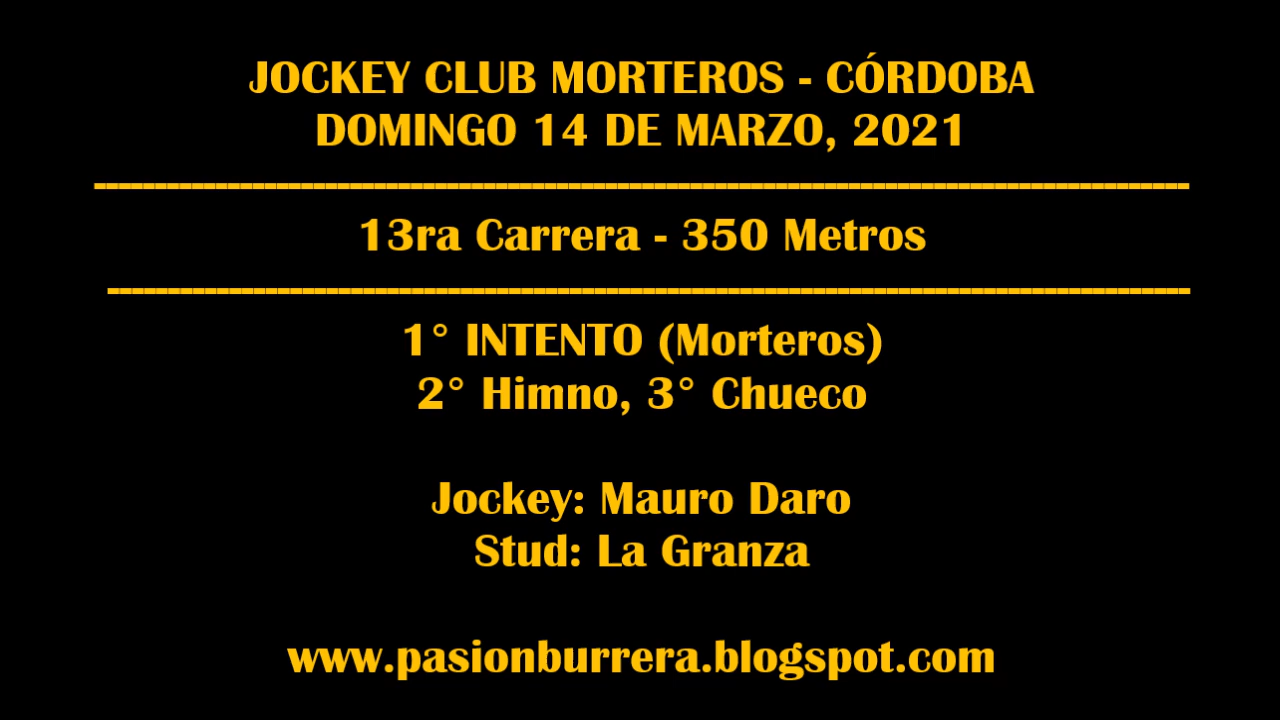 JOCKEY CLUB MORTEROS - CÓRDOBA
DOMINGO 14 DE MARZO, 2021
13ra Carrera - 350 Metros
1° INTENTO (Morteros)
2° Himno, 3° Chueco
Jockey: Mauro Daro
Stud: La Granza
www.pasionburrera.blogspot.com